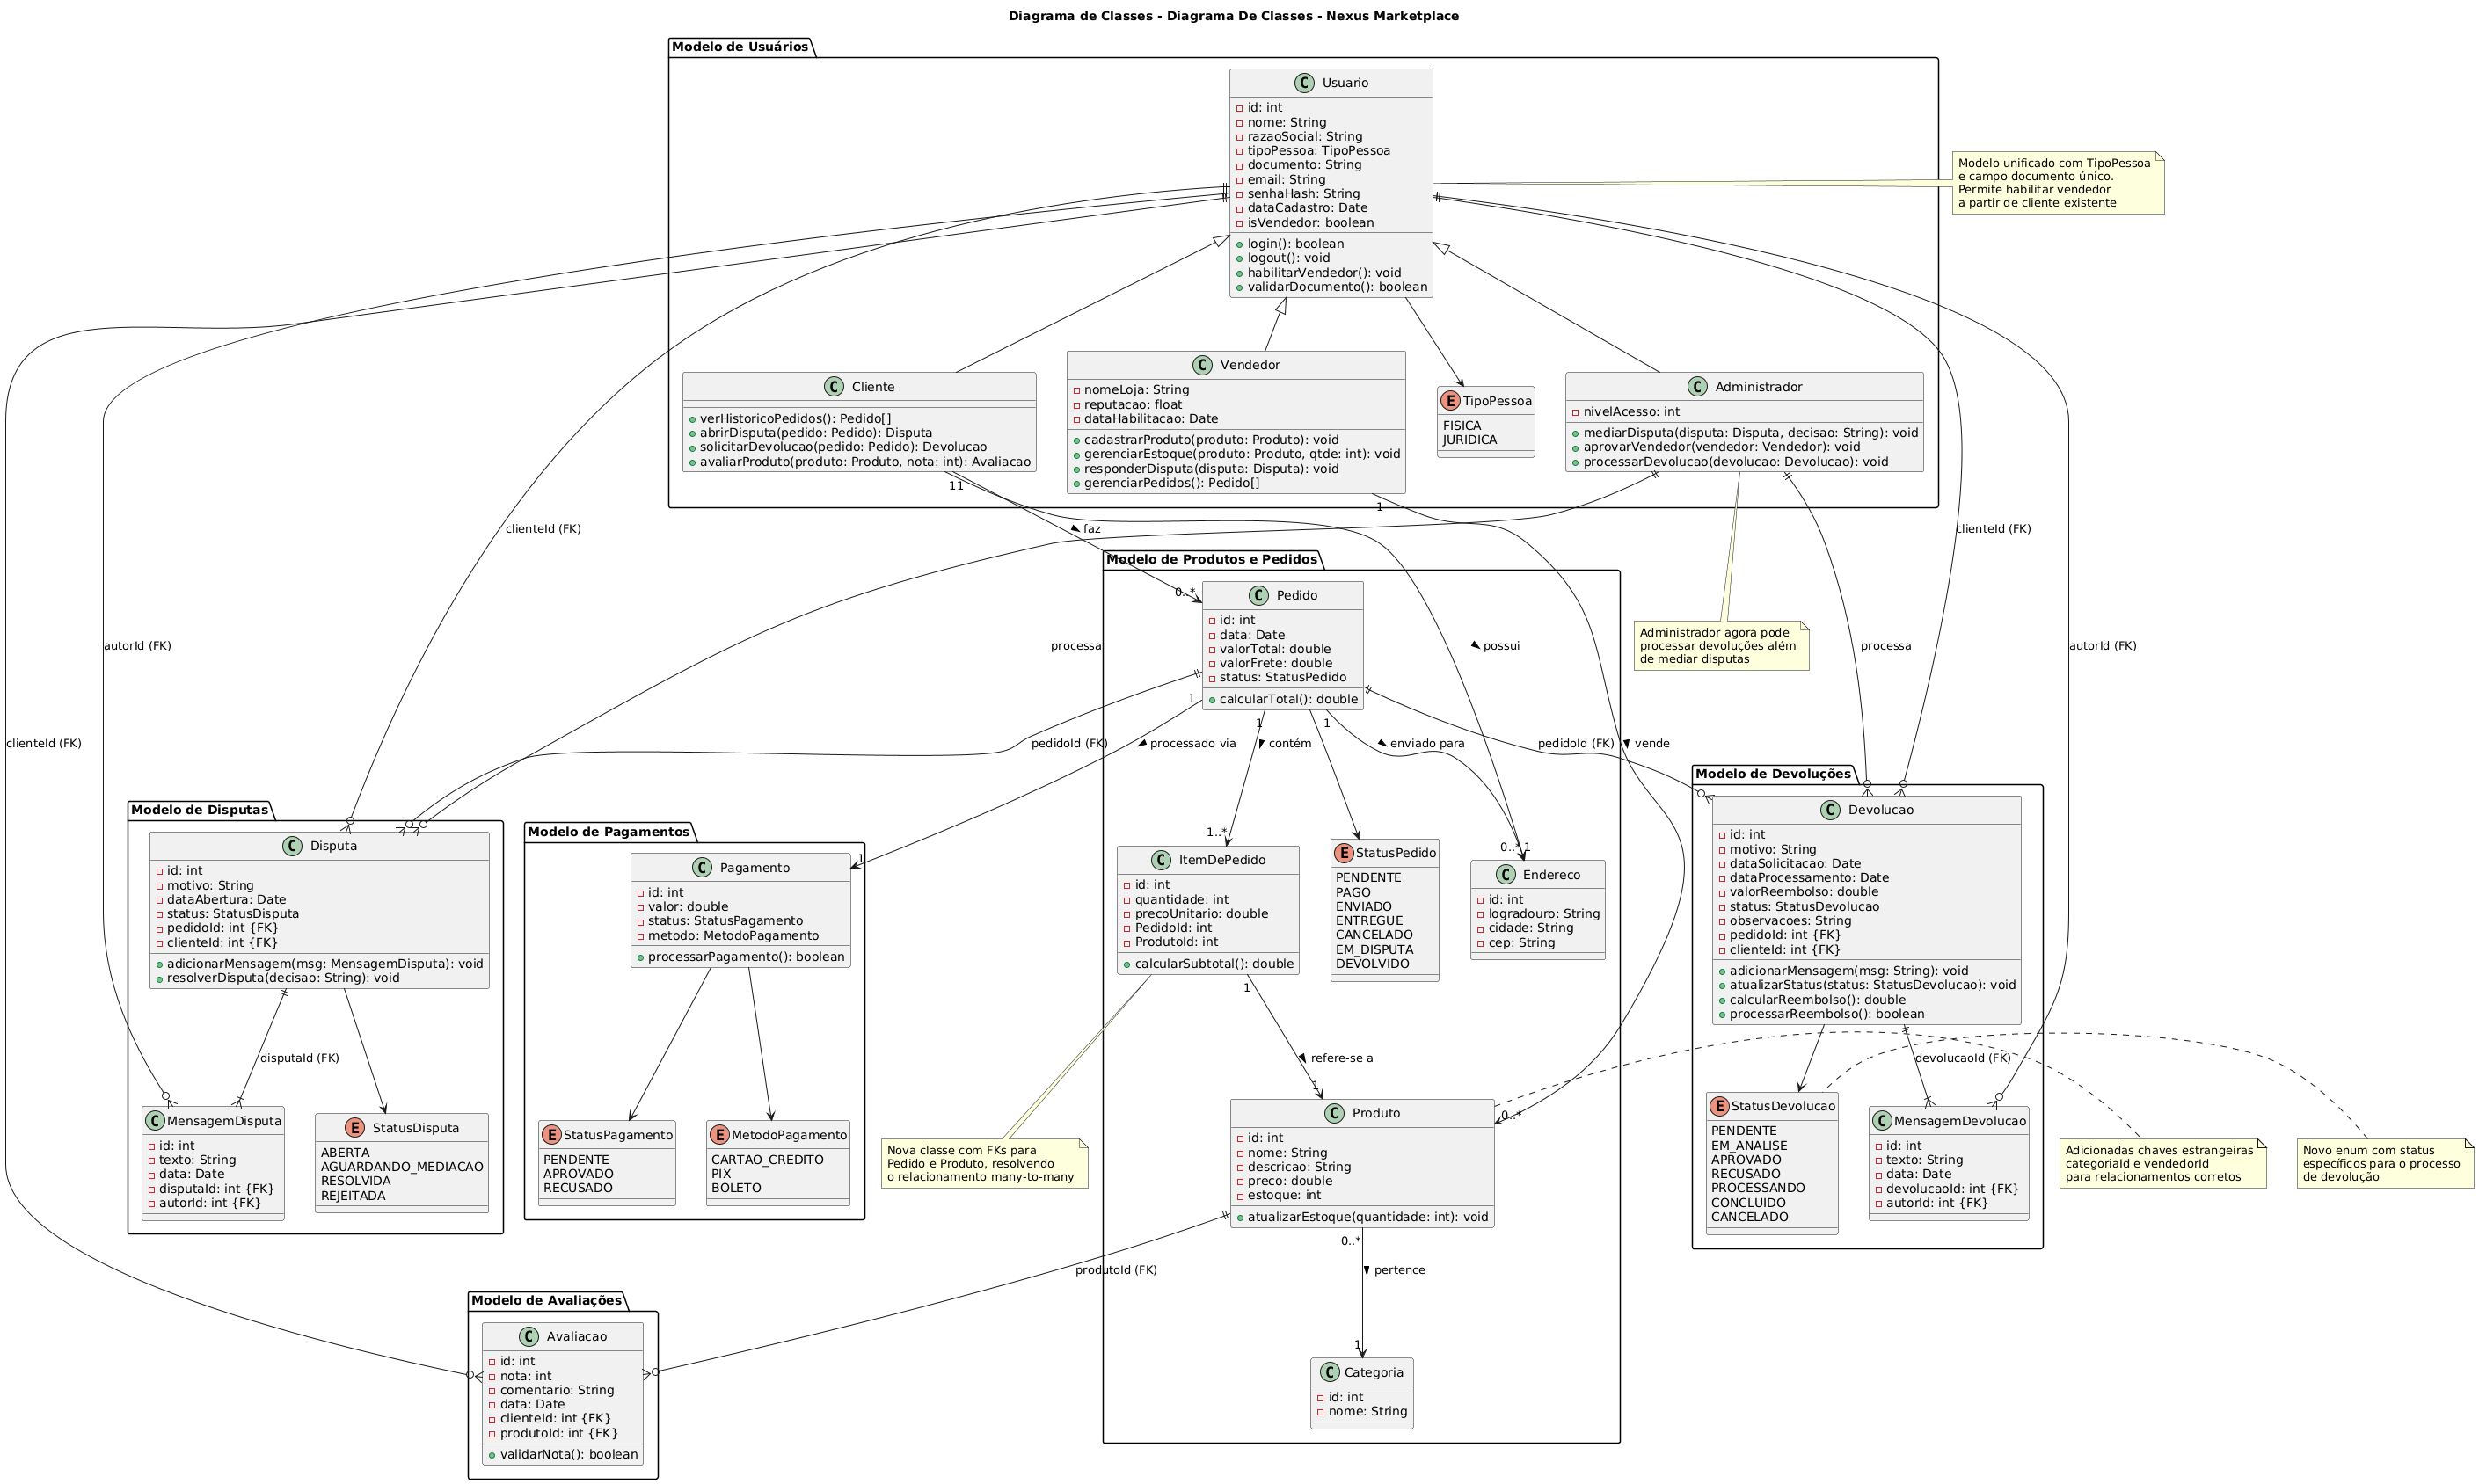 Diagrama de Classes - Diagrama De Classes - Nexus Marketplace
Modelo de Usuários
C Usuario
id: int
nome: String
razaoSocial: String
tipoPessoa: TipoPessoa
documento: String
email: String
senhaHash: String
dataCadastro: Date
isVendedor: boolean
login(): boolean
logout(): void
habilitarVendedor(): void
validarDocumento(): boolean
Modelo unificado com TipoPessoa
e campo documento único.
Permite habilitar vendedor
a partir de cliente existente
C Cliente
verHistoricoPedidos(): Pedido[]
abrirDisputa(pedido: Pedido): Disputa
solicitarDevolucao(pedido: Pedido): Devolucao
avaliarProduto(produto: Produto, nota: int): Avaliacao
C Vendedor
nomeLoja: String
reputacao: float
dataHabilitacao: Date
cadastrarProduto(produto: Produto): void
gerenciarEstoque(produto: Produto, qtde: int): void
responderDisputa(disputa: Disputa): void
gerenciarPedidos(): Pedido[]
E TipoPessoa
FISICA
JURIDICA
C Administrador
nivelAcesso: int
mediarDisputa(disputa: Disputa, decisao: String): void
aprovarVendedor(vendedor: Vendedor): void
processarDevolucao(devolucao: Devolucao): void
11
1
clienteId (FK)
faz
clienteId (FK)
Modelo de Produtos e Pedidos
0..*
C Pedido
id: int
data: Date
valorTotal: double
valorFrete: double
status: StatusPedido
calcularTotal(): double
Administrador agora pode
processar devoluções além
de mediar disputas
autorId (FK)
processa
possui
processa
autorId (FK)
1
1
1
clienteId (FK)
pedidoId (FK)
processado via
contém
enviado para
pedidoId (FK)
vende
Modelo de Disputas
C Disputa
id: int
motivo: String
dataAbertura: Date
status: StatusDisputa
pedidoId: int {FK}
clienteId: int {FK}
adicionarMensagem(msg: MensagemDisputa): void
resolverDisputa(decisao: String): void
disputaId (FK)
C MensagemDisputa
id: int
texto: String
data: Date
disputaId: int {FK}
autorId: int {FK}
E StatusDisputa
ABERTA
AGUARDANDO_MEDIACAO
RESOLVIDA
REJEITADA
Modelo de Pagamentos
1
C Pagamento
id: int
valor: double
status: StatusPagamento
metodo: MetodoPagamento
processarPagamento(): boolean
E StatusPagamento
PENDENTE
APROVADO
RECUSADO
E MetodoPagamento
CARTAO_CREDITO
PIX
BOLETO
1..*
C ItemDePedido
id: int
quantidade: int
precoUnitario: double
PedidoId: int
ProdutoId: int
calcularSubtotal(): double
E StatusPedido
PENDENTE
PAGO
ENVIADO
ENTREGUE
CANCELADO
EM_DISPUTA
DEVOLVIDO
0..*
1
C Endereco
id: int
logradouro: String
cidade: String
cep: String
1
refere-se a
1
Nova classe com FKs para
Pedido e Produto, resolvendo
o relacionamento many-to-many
C Produto
0..*
id: int
nome: String
descricao: String
preco: double
estoque: int
atualizarEstoque(quantidade: int): void
Modelo de Devoluções
C Devolucao
id: int
motivo: String
dataSolicitacao: Date
dataProcessamento: Date
valorReembolso: double
status: StatusDevolucao
observacoes: String
pedidoId: int {FK}
clienteId: int {FK}
adicionarMensagem(msg: String): void
atualizarStatus(status: StatusDevolucao): void
calcularReembolso(): double
processarReembolso(): boolean
devolucaoId (FK)
E StatusDevolucao
PENDENTE
EM_ANALISE
APROVADO
RECUSADO
PROCESSANDO
CONCLUIDO
CANCELADO
C MensagemDevolucao
id: int
texto: String
data: Date
devolucaoId: int {FK}
autorId: int {FK}
Adicionadas chaves estrangeiras
categoriaId e vendedorId
para relacionamentos corretos
Novo enum com status
específicos para o processo
de devolução
0..*
produtoId (FK)
pertence
1
Modelo de Avaliações
C Avaliacao
id: int
nota: int
comentario: String
data: Date
clienteId: int {FK}
produtoId: int {FK}
validarNota(): boolean
C Categoria
id: int
nome: String